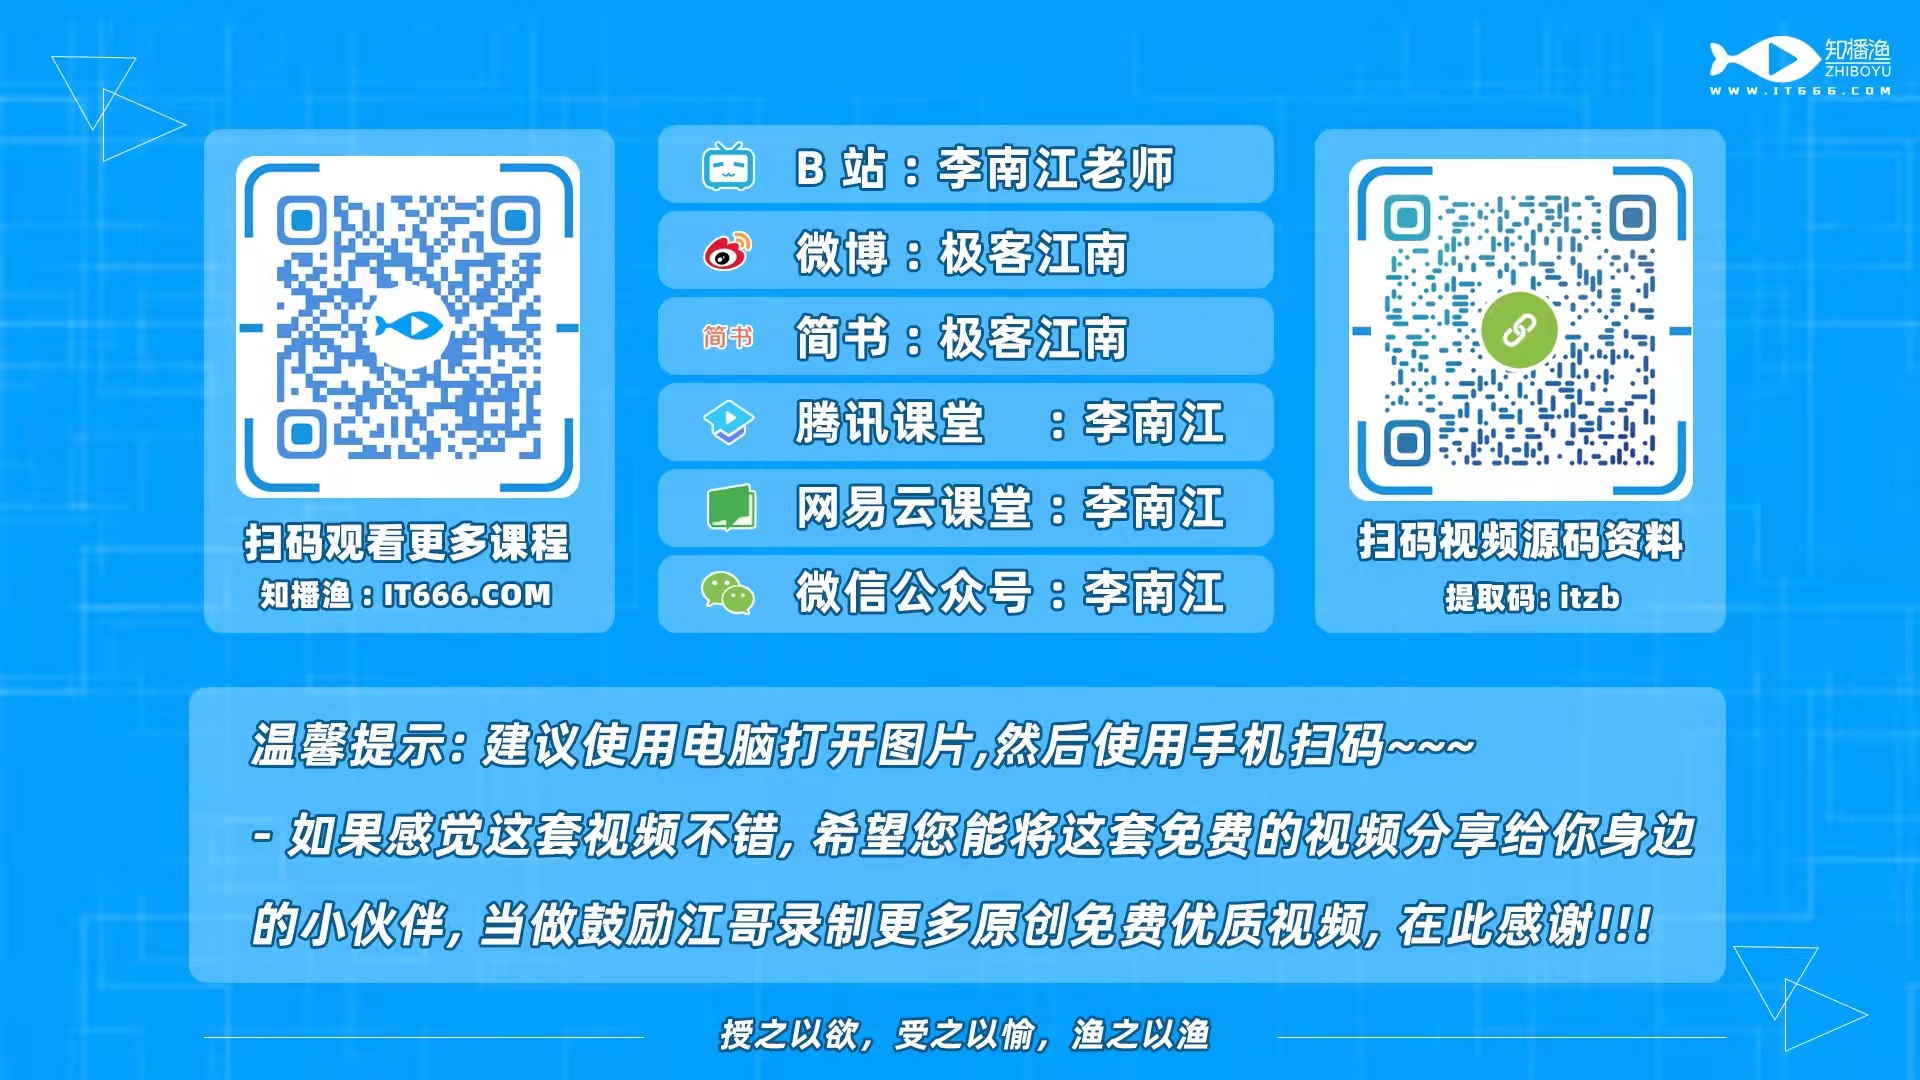 知播渔
ZHIBOYU
WWW.IT666.COM
扫码观看更多课程
知播渔：IT666.COM
B 站：李南江老师
微博：极客江南
简书
简书：极客江南
腾讯课堂　：李南江
网易云课堂：李南江
微信公众号：李南江
扫码视频源码资料
提取码: itzb
温馨提示: 建议使用电脑打开图片,然后使用手机扫码~~~
- 如果感觉这套视频不错, 希望您能将这套免费的视频分享给你身边
的小伙伴, 当做鼓励江哥录制更多原创免费优质视频, 在此感谢!!!
授之以欲，受之以愉，渔之以渔